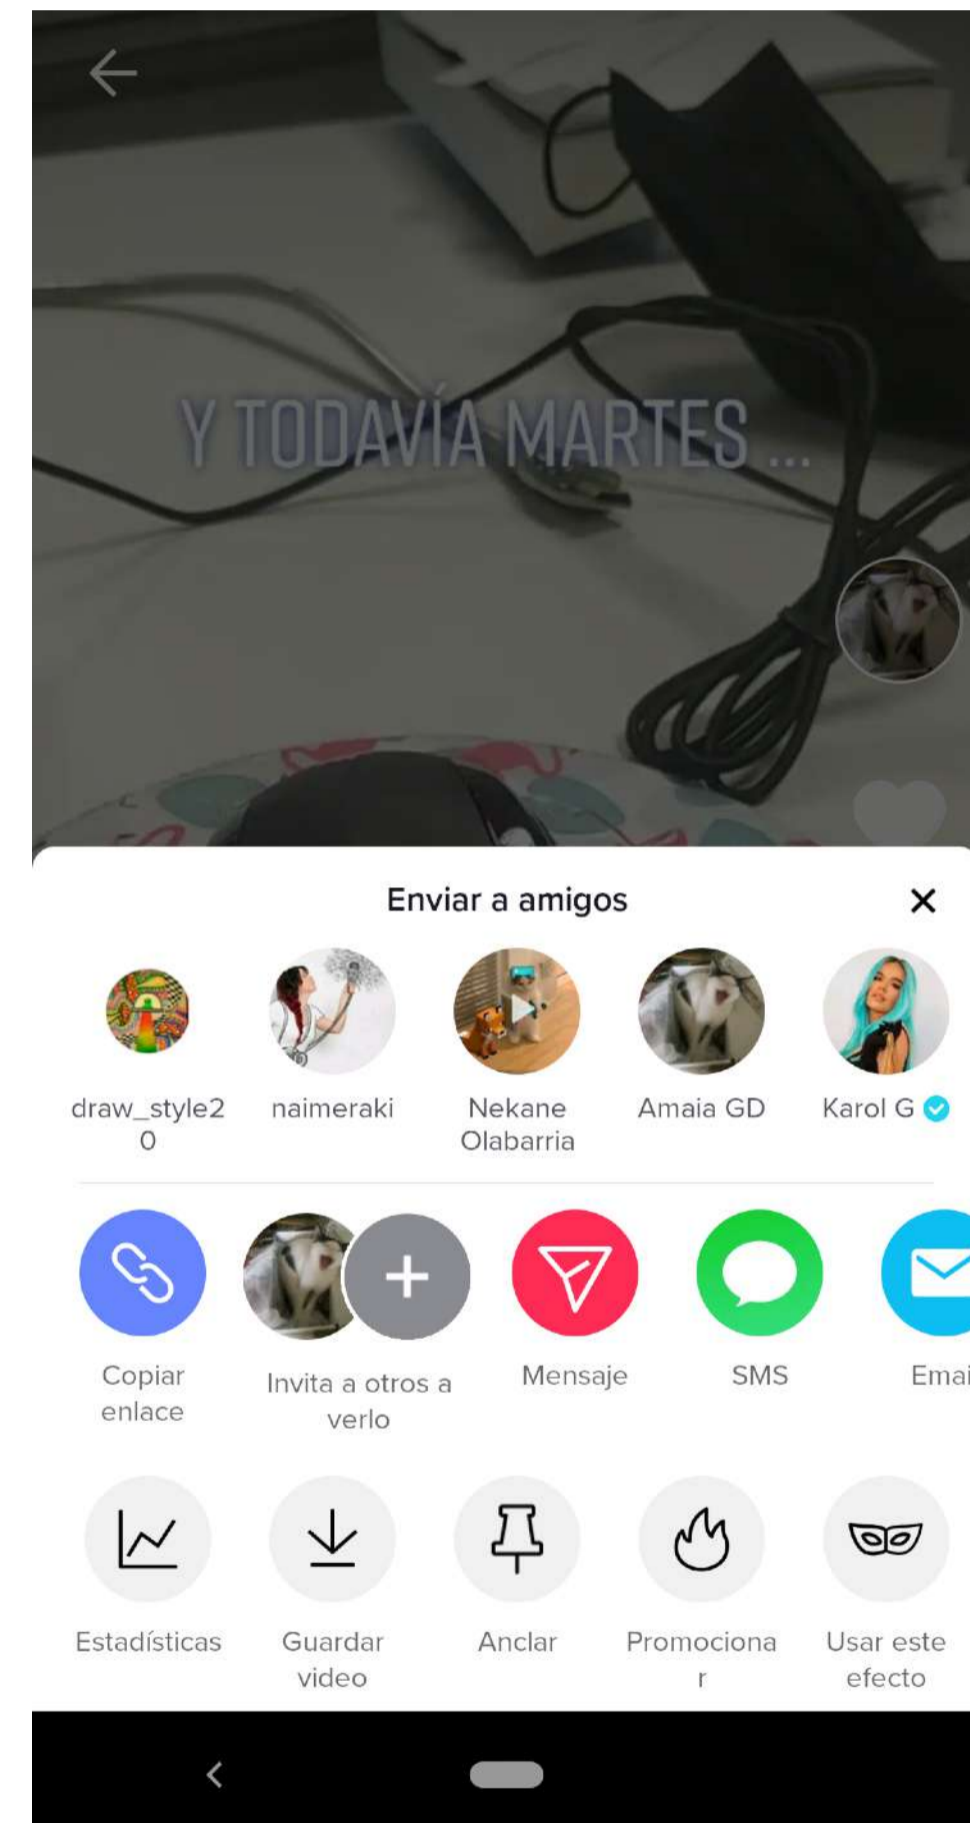 Y TODAVÍA MARTES ...
Enviar a amigos
draw_style2
0
naimeraki
Nekane
Olabarria
Amaia GD
Karol G
Copiar
enlace
Invita a otros a
verlo
Mensaje
SMS
Emai
Estadísticas
Guardar
video
Anclar
Promociona
r
Usar este
efecto